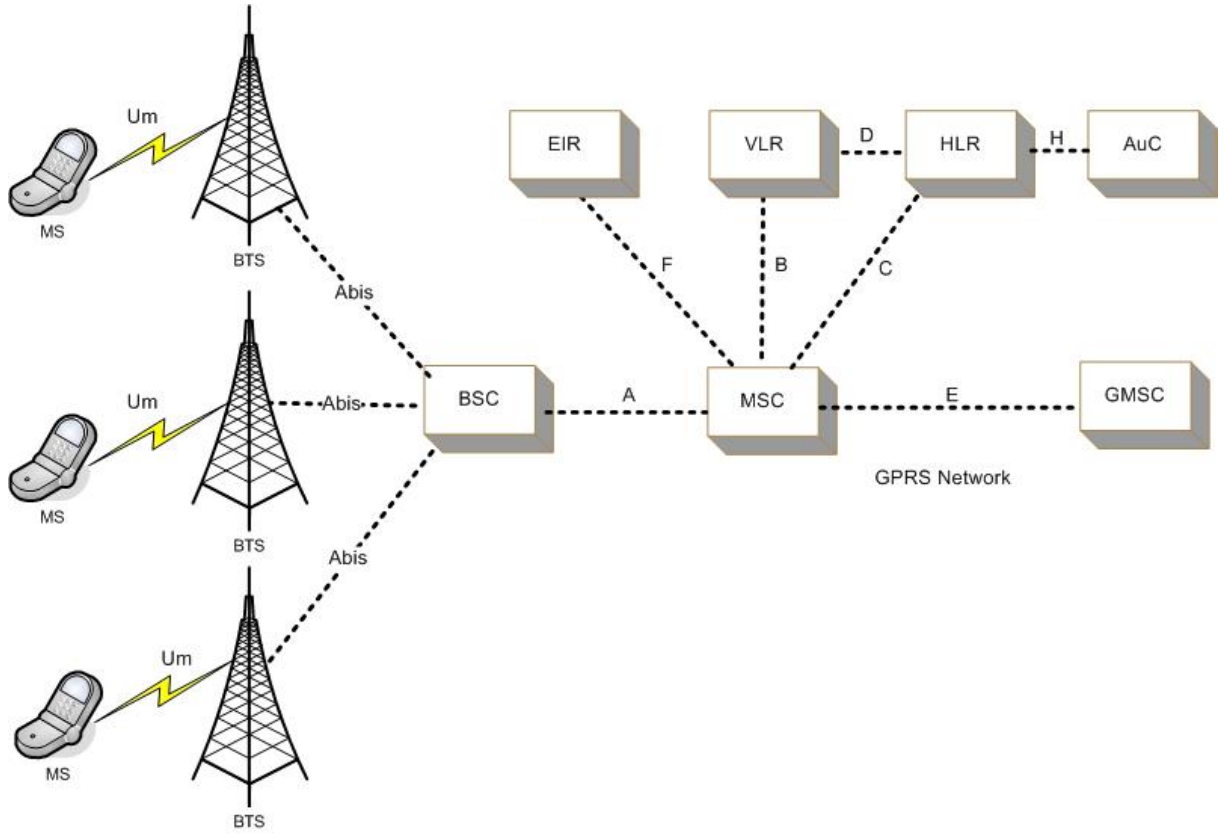 Um
MS
BTS
Abis
EIR
VLR
D
HLR
H
AuC
F
B
C
Um
MS
BTS
Abis
BSC
A
MSC
E
GMSC
GPRS Network
Abis
Um
MS
BTS